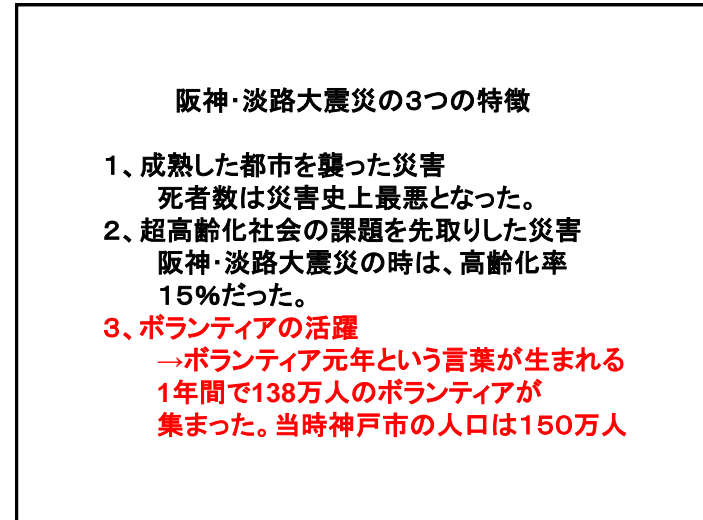 阪神・淡路大震災の３つの特徴
１、成熟した都市を襲った災害
死者数は災害史上最悪となった。
２、超高齢化社会の課題を先取りした災害
阪神・淡路大震災の時は、高齢化率
１５％だった。
３、ボランティアの活躍
→ボランティア元年という言葉が生まれる
1年間で138万人のボランティアが
集まった。当時神戸市の人口は１５０万人